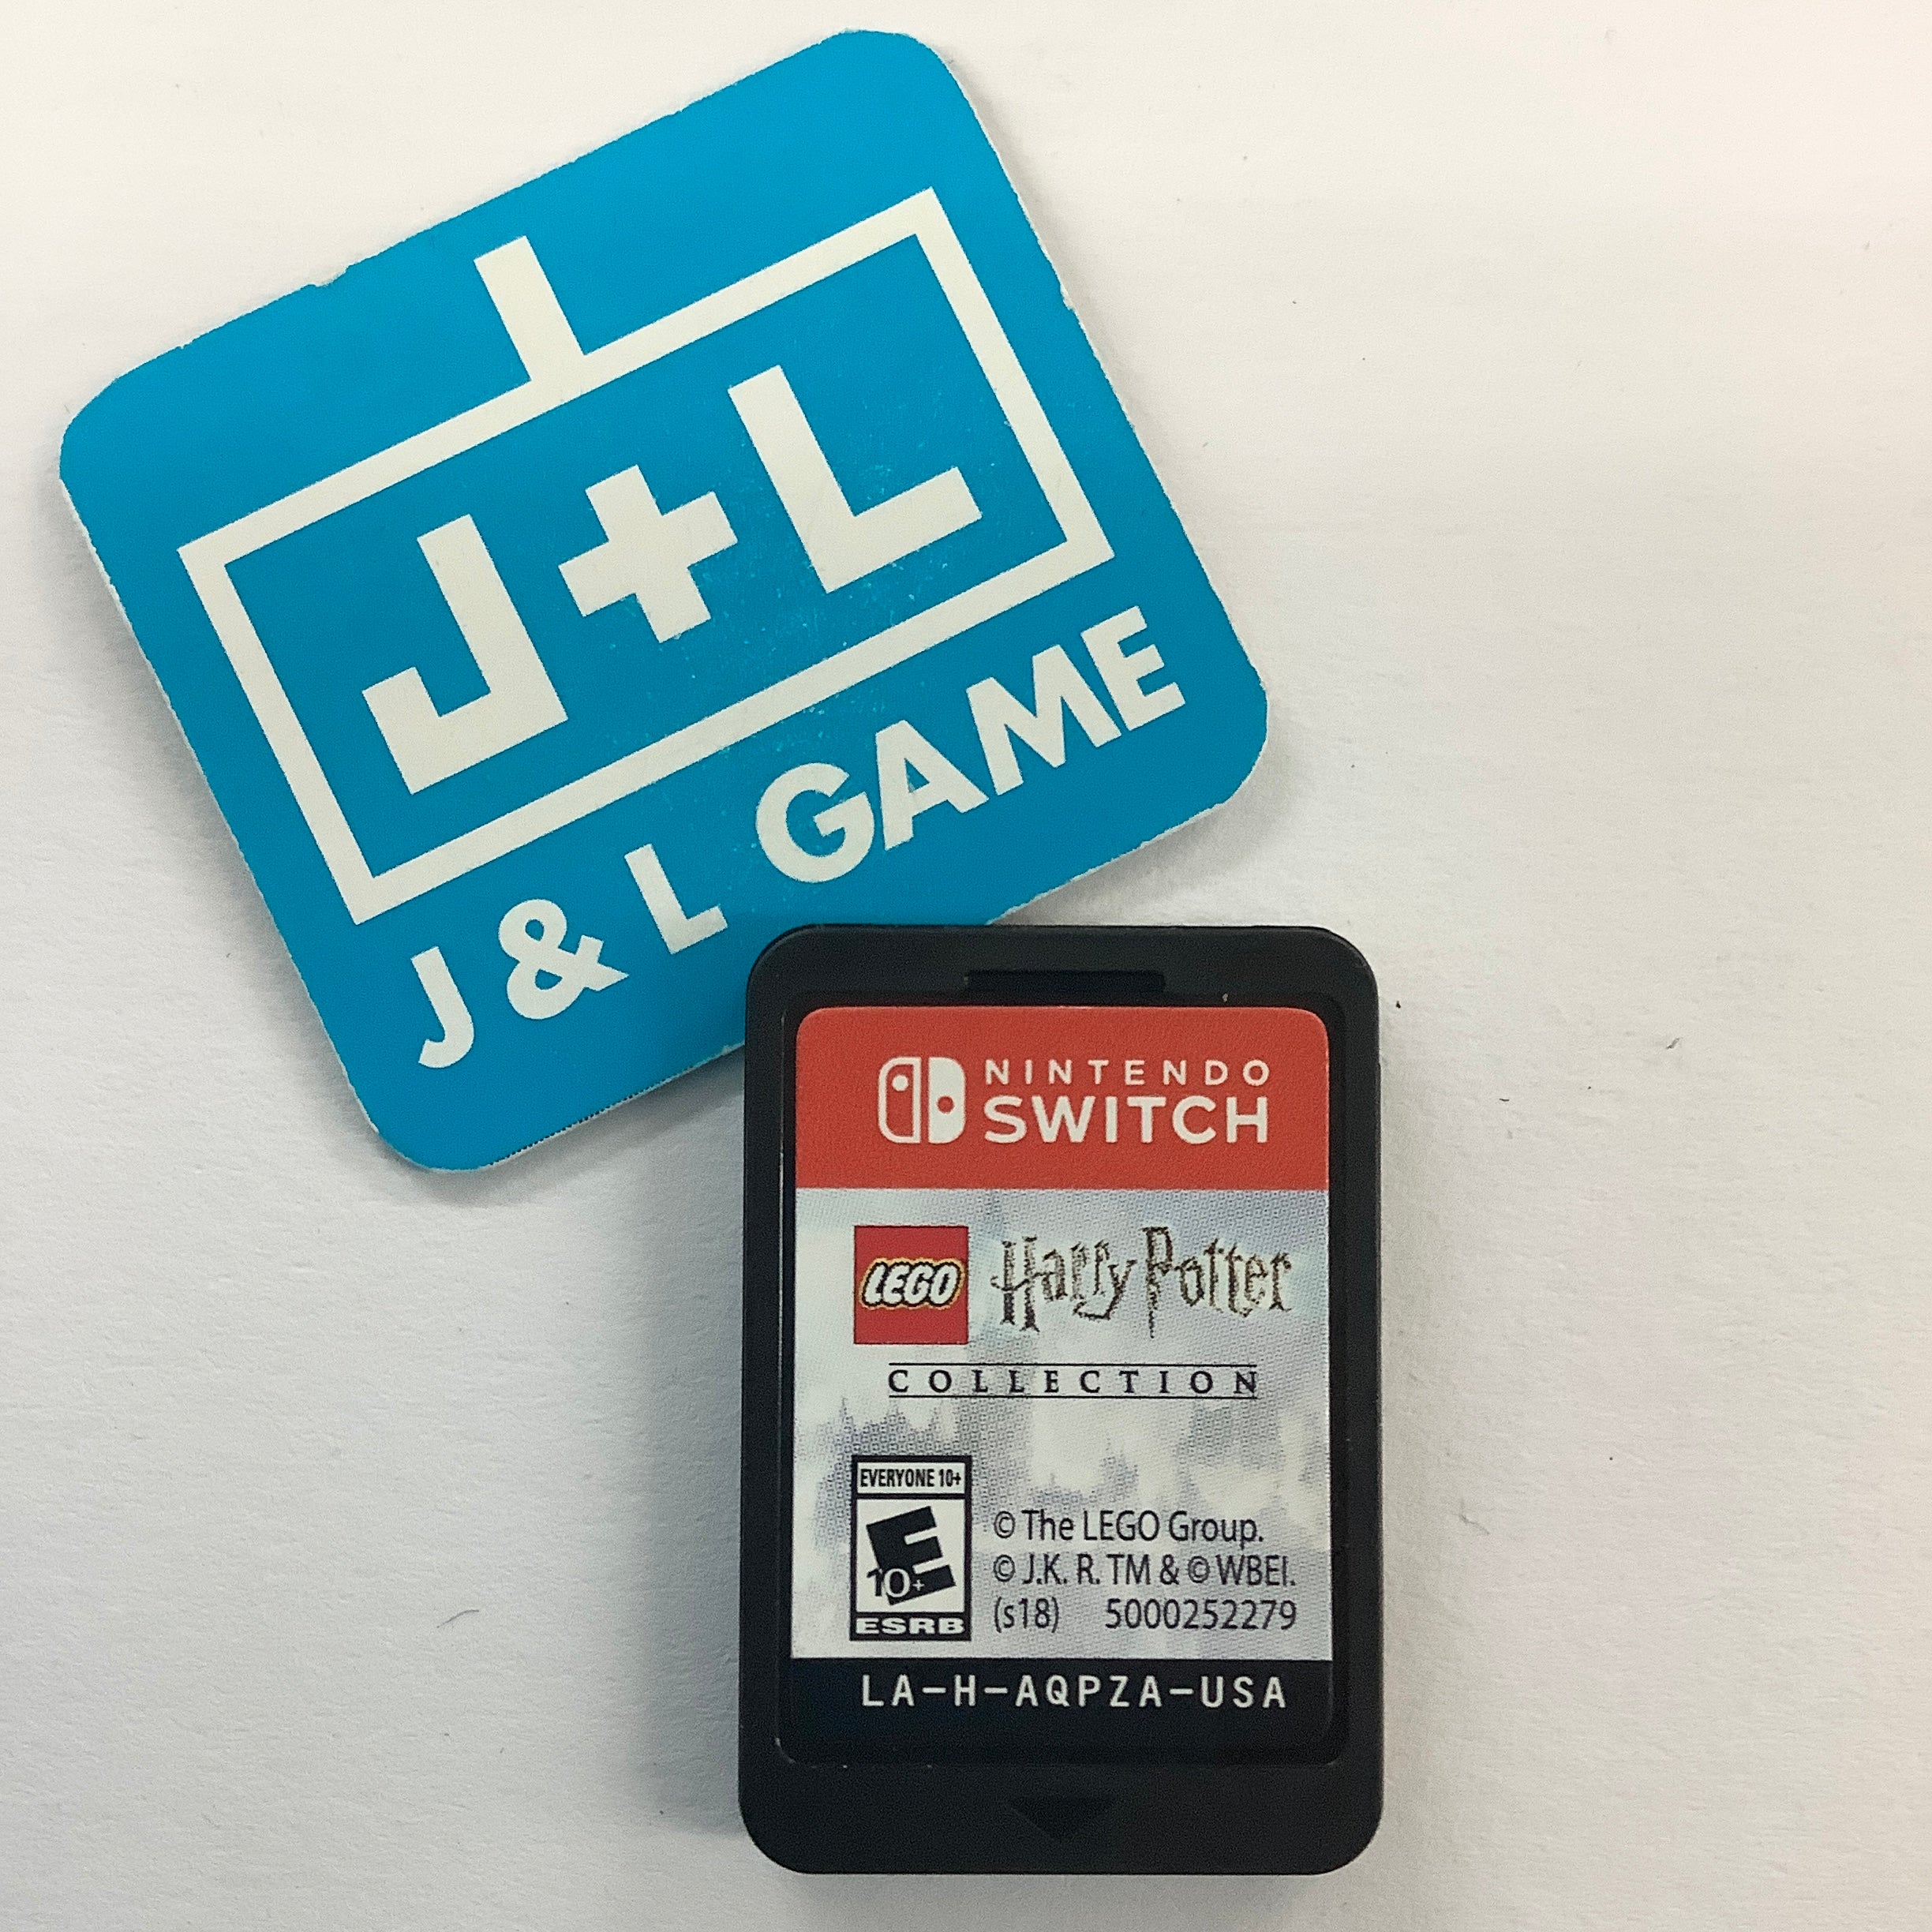 J+L
J & L GAME
NINTENDO
SWITCH
LEGO Harry Potter
COLLECTION
EVERYONE 10+
E
10+
ESRB
© The LEGO Group.
© J.K. R. TM & © WBEI.
(s18) 5000252279
LA-H-AQPZA-USA